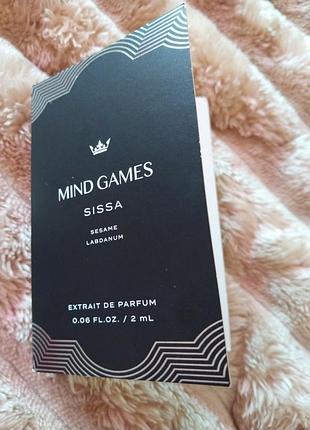 MIND GAMES
SISSA
SESAME
LABDANUM
EXTRAIT DE PARFUM
0.06 FL.OZ. / 2 mL